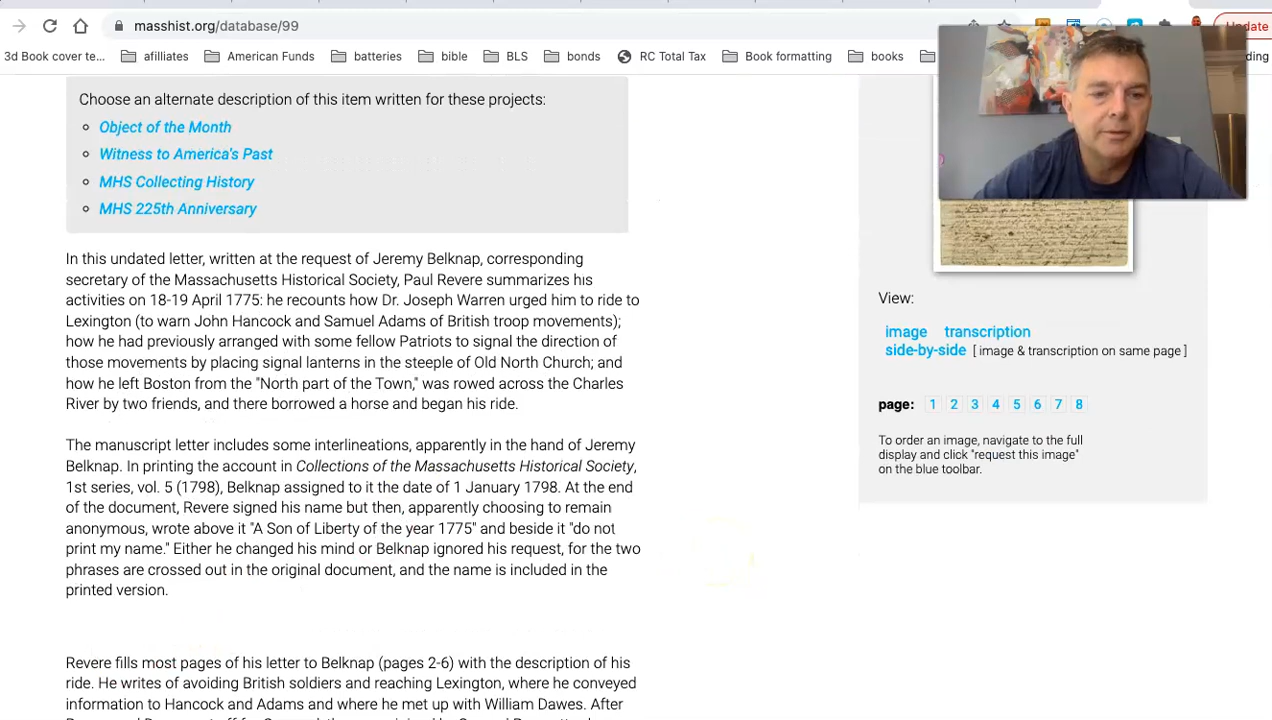 masshist.org/database/99
Update
3d Book cover te... afilliates American Funds batteries bible BLS bonds RC Total Tax Book formatting books
Choose an alternate description of this item written for these projects:
Object of the Month
Witness to America's Past
MHS Collecting History
MHS 225th Anniversary
In this undated letter, written at the request of Jeremy Belknap, corresponding
secretary of the Massachusetts Historical Society, Paul Revere summarizes his
activities on 18-19 April 1775: he recounts how Dr. Joseph Warren urged him to ride to
Lexington (to warn John Hancock and Samuel Adams of British troop movements);
how he had previously arranged with some fellow Patriots to signal the direction of
those movements by placing signal lanterns in the steeple of Old North Church; and
how he left Boston from the "North part of the Town," was rowed across the Charles
River by two friends, and there borrowed a horse and began his ride.
The manuscript letter includes some interlineations, apparently in the hand of Jeremy
Belknap. In printing the account in Collections of the Massachusetts Historical Society,
1st series, vol. 5 (1798), Belknap assigned to it the date of 1 January 1798. At the end
of the document, Revere signed his name but then, apparently choosing to remain
anonymous, wrote above it "A Son of Liberty of the year 1775" and beside it "do not
print my name." Either he changed his mind or Belknap ignored his request, for the two
phrases are crossed out in the original document, and the name is included in the
printed version.
Revere fills most pages of his letter to Belknap (pages 2-6) with the description of his
ride. He writes of avoiding British soldiers and reaching Lexington, where he conveyed
information to Hancock and Adams and where he met up with William Dawes. After
View:
image transcription
side-by-side [ image & transcription on same page ]
page: 1 2 3 4 5 6 7 8
To order an image, navigate to the full
display and click "request this image"
on the blue toolbar.